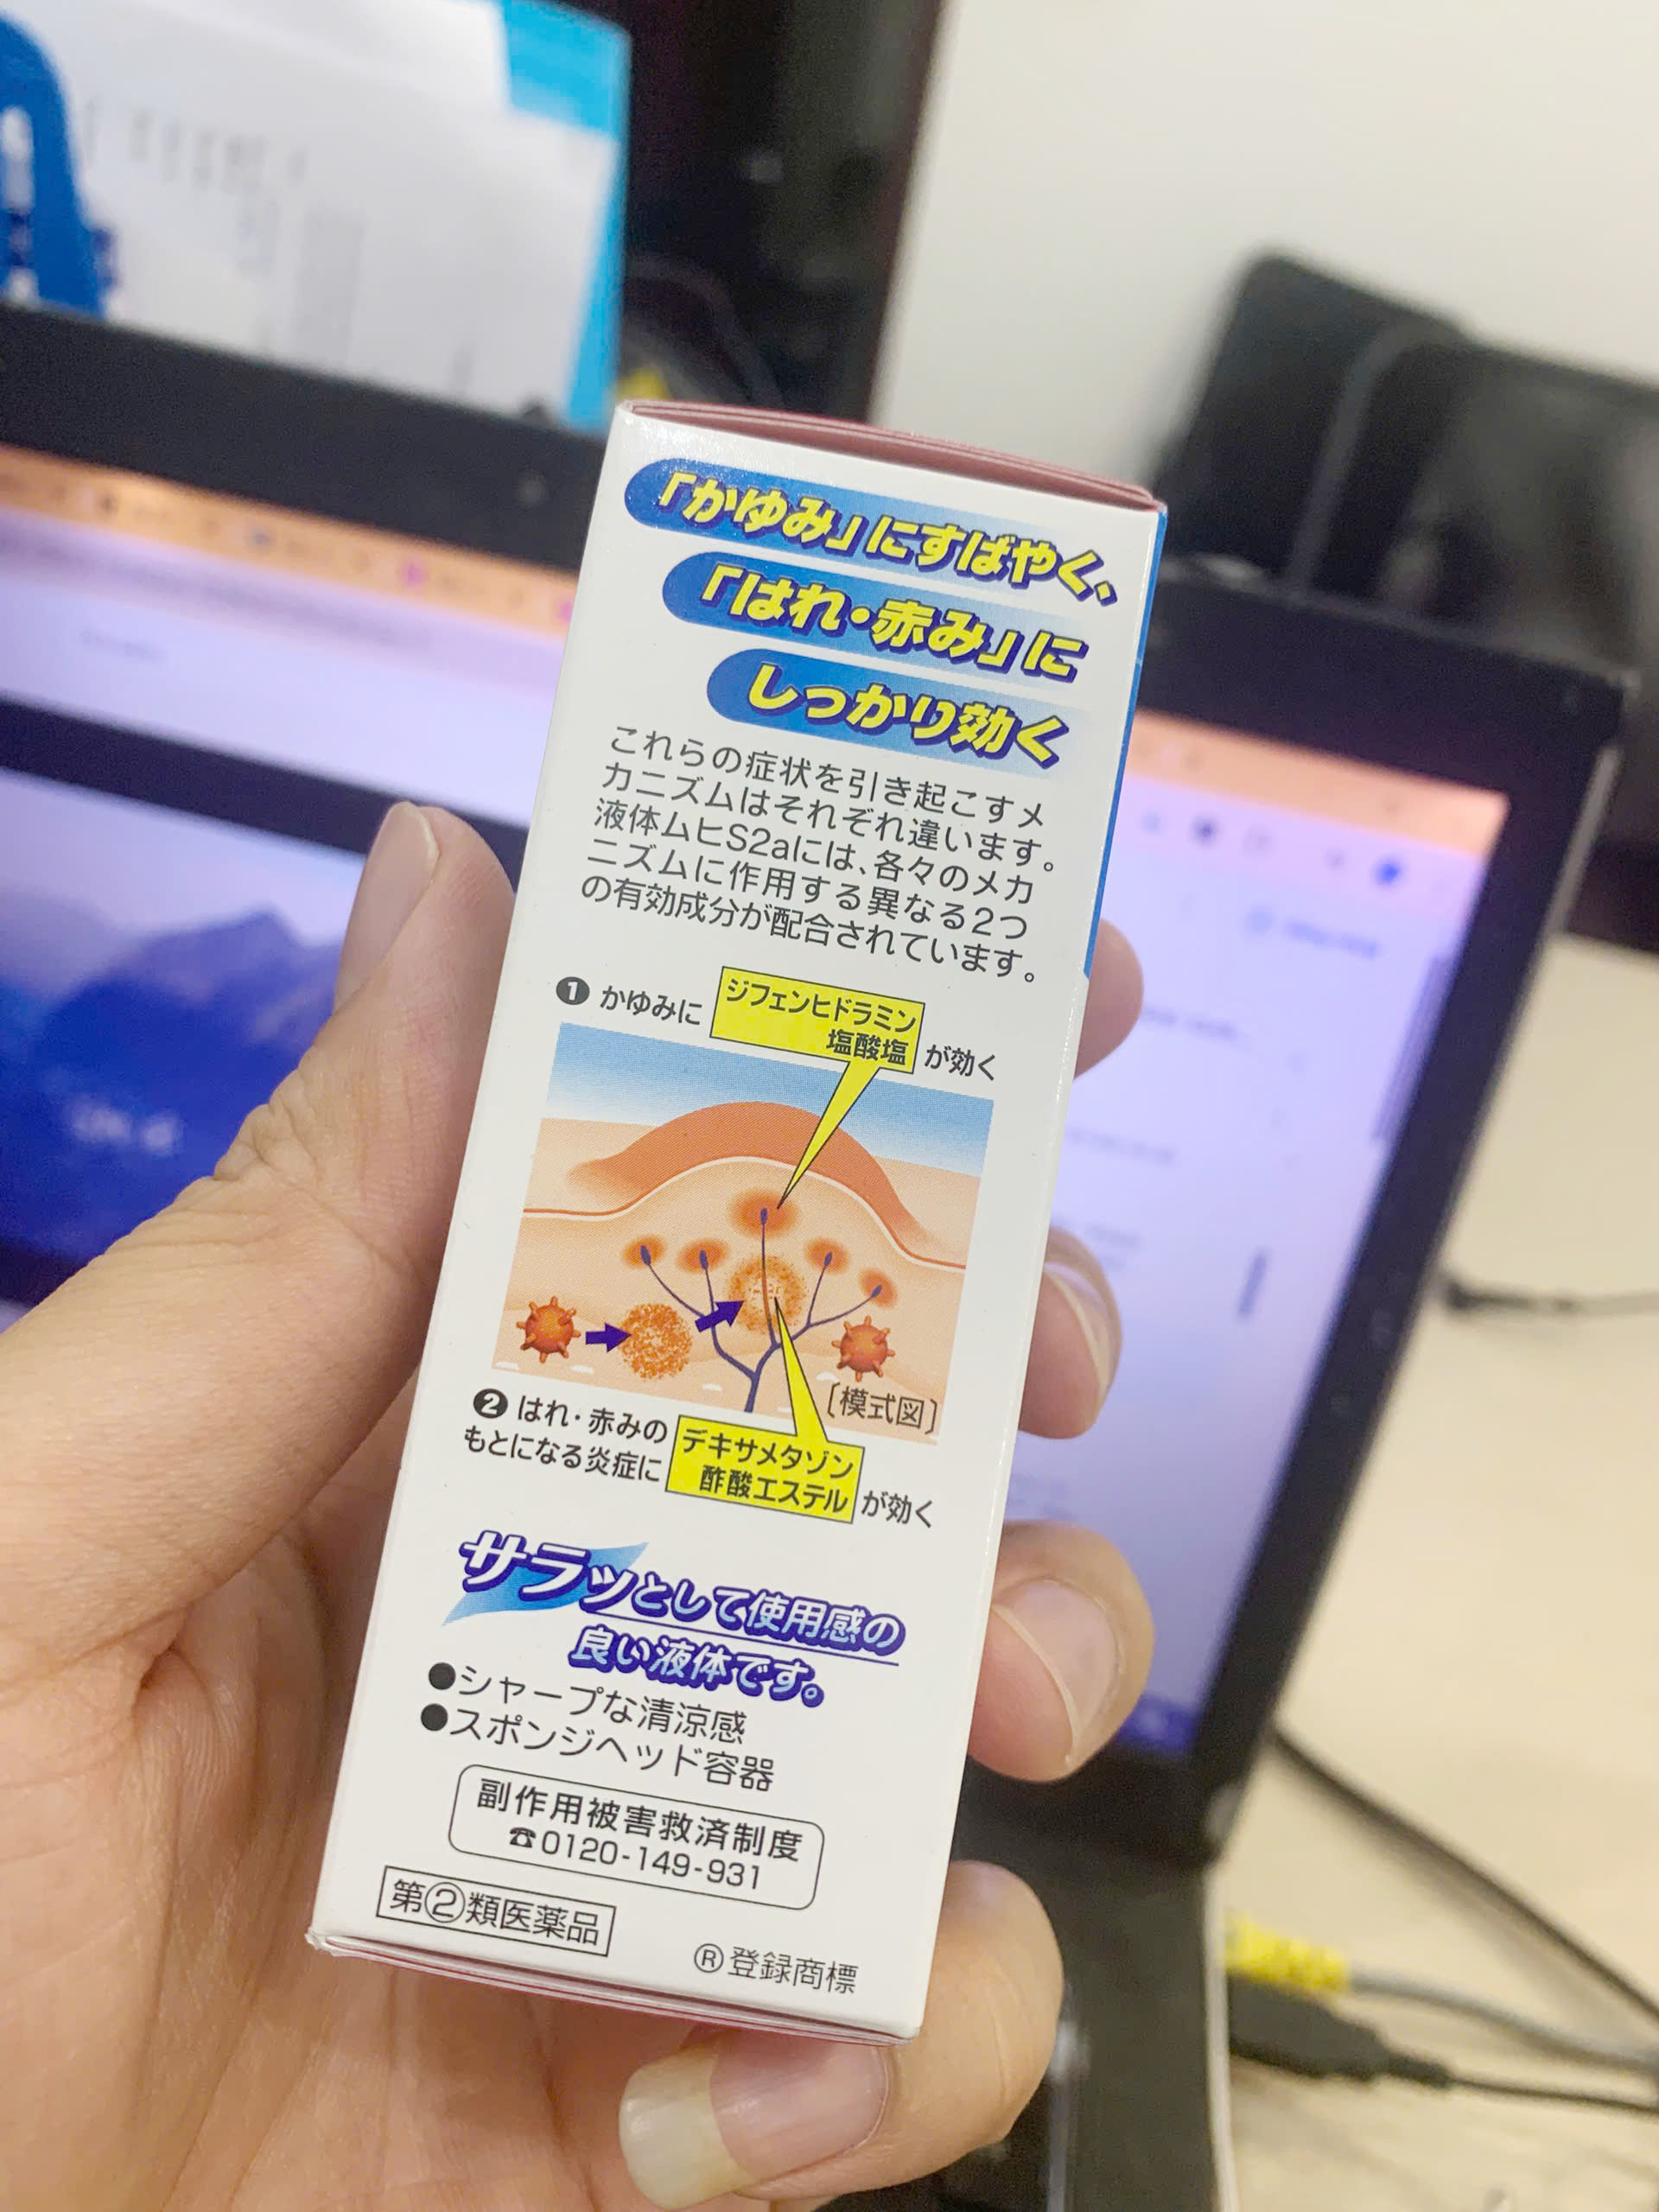 「かゆみ」にすばやく、
「はれ・赤み」に
しっかり効く
これらの症状を引き起こすメ
カニズムはそれぞれ違います。
液体ムヒS2aには、各々のメカ
ニズムに作用する異なる2つ
の有効成分が配合されています。
❶ かゆみに ジフェンヒドラミン
塩酸塩 が効く
〔模式図〕
❷ はれ・赤みの
もとになる炎症に デキサメタゾン
酢酸エステル が効く
サラッとして使用感の
良い液体です。
●シャープな清涼感
●スポンジヘッド容器
副作用被害救済制度
☎0120-149-931
第②類医薬品
Ⓡ登録商標